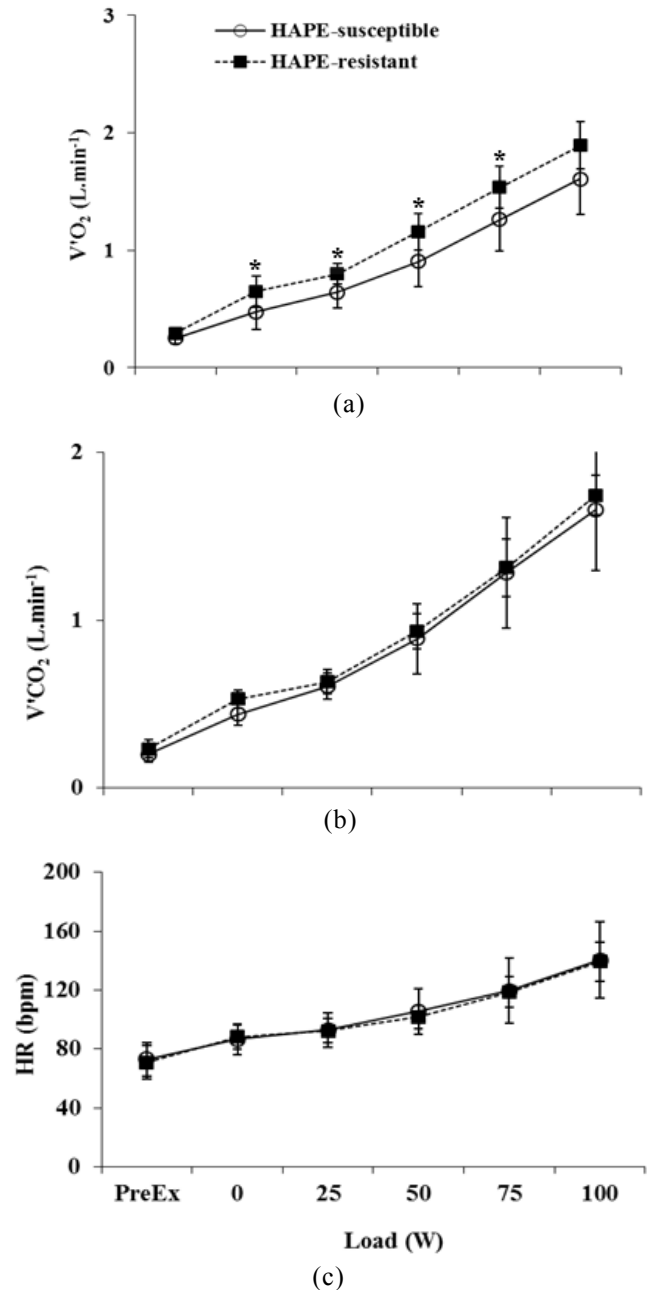 3
HAPE-susceptible
HAPE-resistant
2
1
0
V'O₂ (L.min⁻¹)
*
*
*
*
(a)
2
1
0
V'CO₂ (L.min⁻¹)
(b)
200
160
120
80
40
0
HR (bpm)
PreEx 0 25 50 75 100
Load (W)
(c)